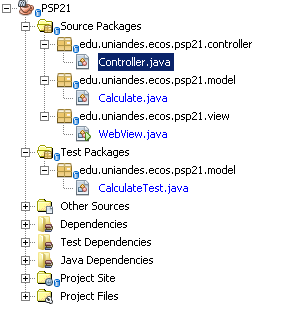 PSP21
Source Packages
edu.uniandes.ecos.psp21.controller
Controller.java
edu.uniandes.ecos.psp21.model
Calculate.java
edu.uniandes.ecos.psp21.view
WebView.java
Test Packages
edu.uniandes.ecos.psp21.model
CalculateTest.java
Other Sources
Dependencies
Test Dependencies
Java Dependencies
Project Site
Project Files